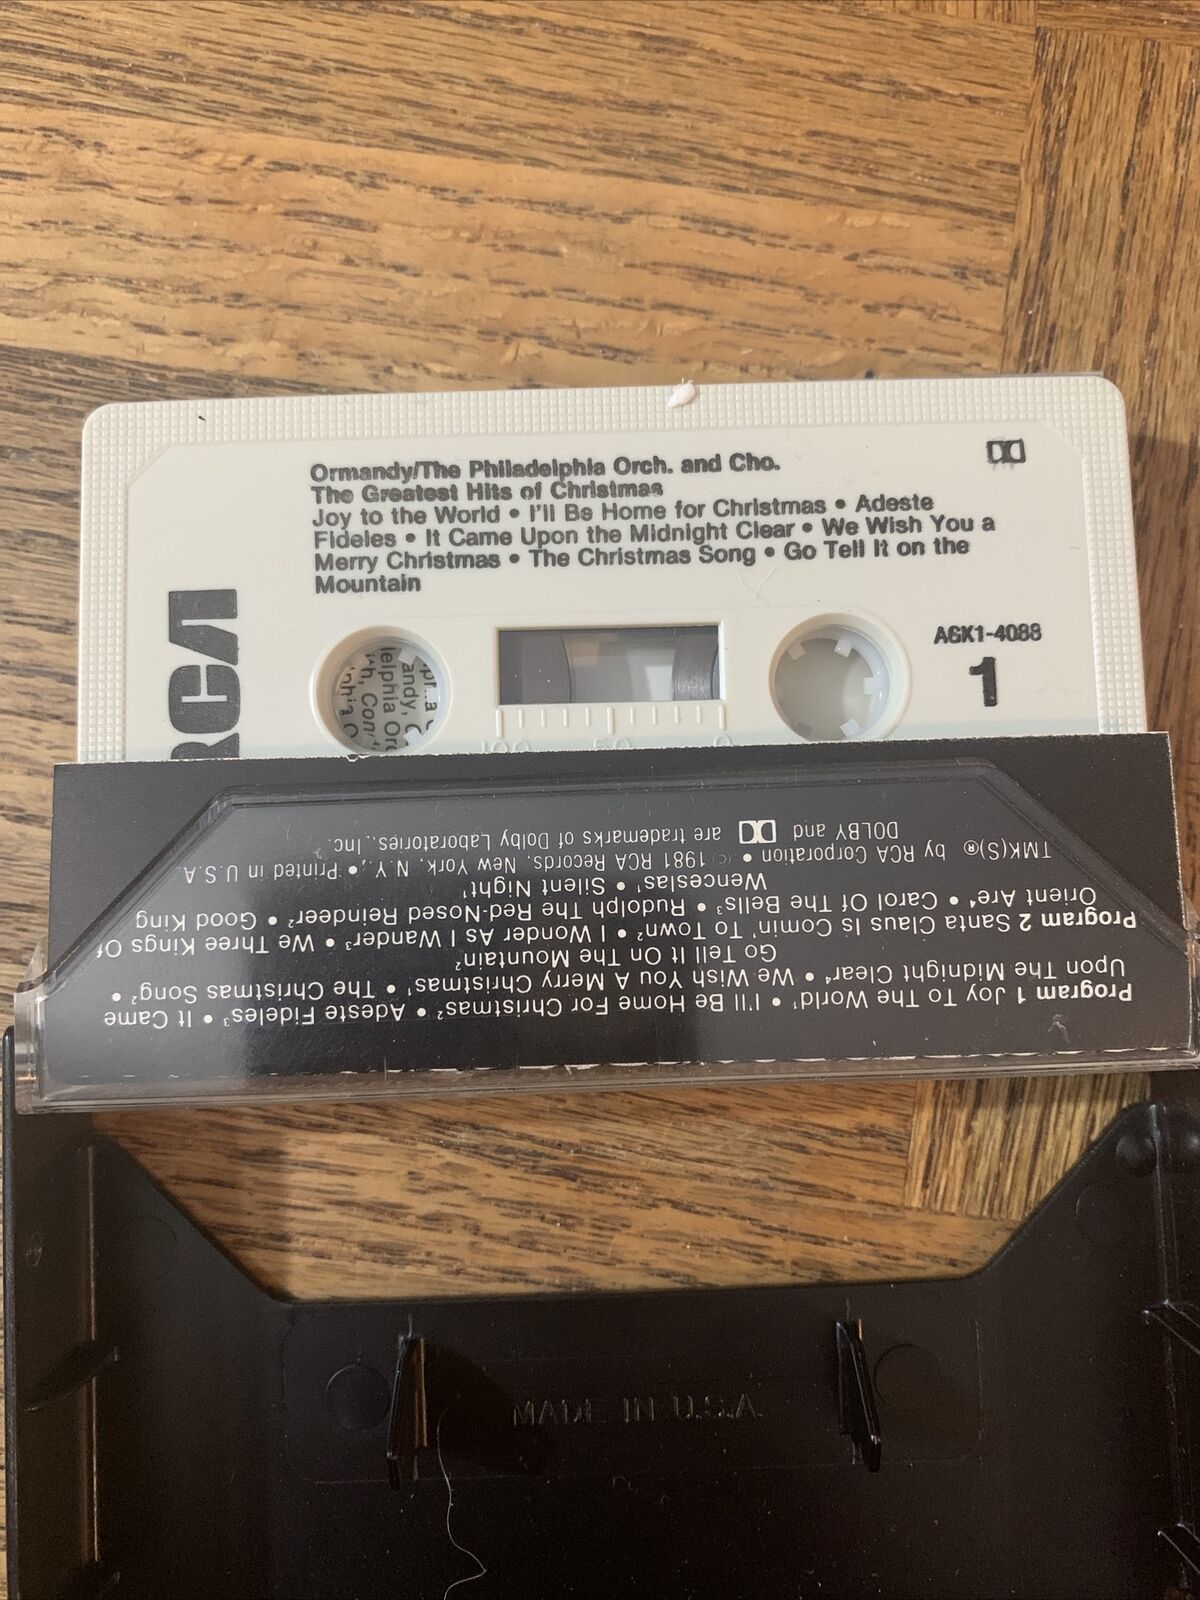 Ormandy/The Philadelphia Orch. and Cho.
The Greatest Hits of Christmas
Joy to the World • I'll Be Home for Christmas • Adeste
Fideles • It Came Upon the Midnight Clear • We Wish You a
Merry Christmas • The Christmas Song • Go Tell It on the
Mountain
RCA
AGK1-4088
1
100 50 0
Program 1 Joy To The World¹ • I'll Be Home For Christmas² • Adeste Fideles³ • It Came
Upon The Midnight Clear⁴ • We Wish You A Merry Christmas¹ • The Christmas Song² •
Go Tell It On The Mountain²
Program 2 Santa Claus Is Comin' To Town² • I Wonder As I Wander³ • We Three Kings Of
Orient Are⁴ • Carol Of The Bells³ • Rudolph The Red-Nosed Reindeer² • Good King
Wenceslas¹ • Silent Night¹
TMK(S)® by RCA Corporation • © 1981 RCA Records, New York, N.Y. • Printed in U.S.A.
DOLBY and are trademarks of Dolby Laboratories, Inc.
MADE IN U.S.A.